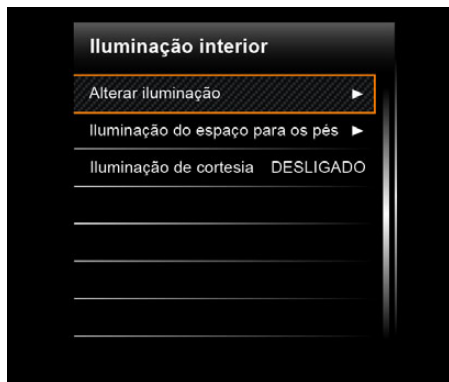 Iluminação interior
Alterar iluminação ►
Iluminação do espaço para os pés ►
Iluminação de cortesia DESLIGADO